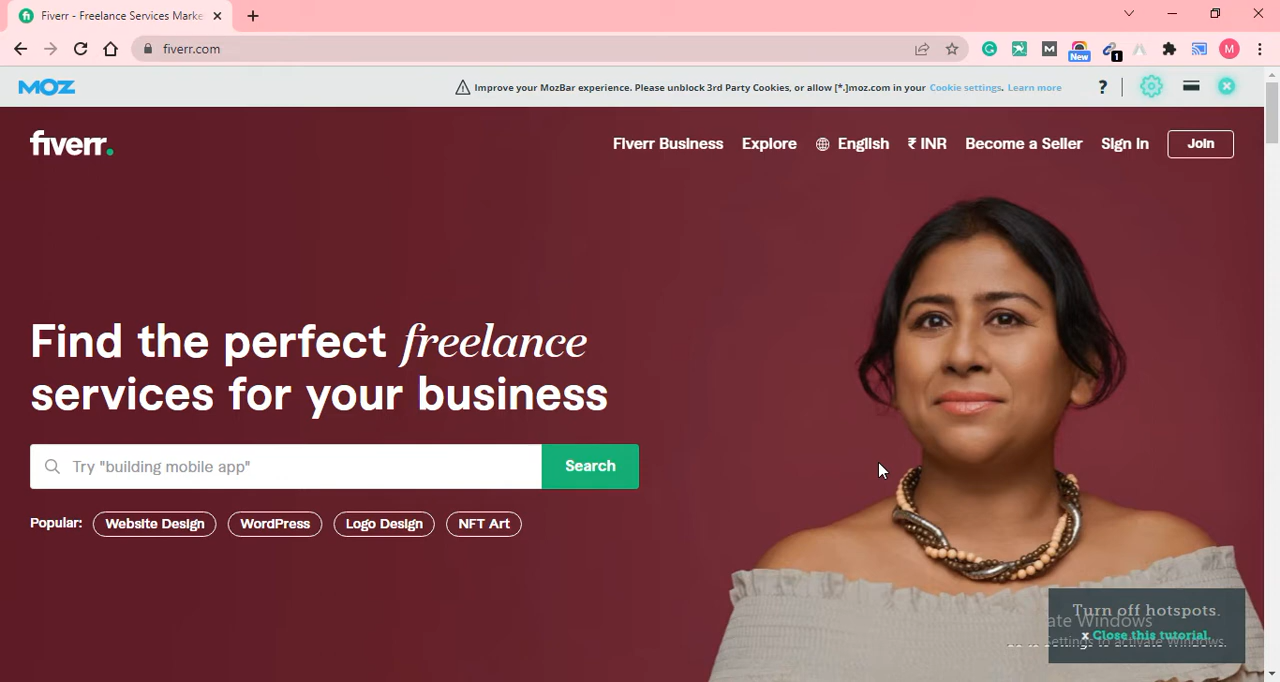 Fiverr - Freelance Services Marke
fiverr.com
M
New
1
M
MOZ
Improve your MozBar experience. Please unblock 3rd Party Cookies, or allow [*.]moz.com in your Cookie settings. Learn more
?
fiverr.
Fiverr Business
Explore
English
₹ INR
Become a Seller
Sign In
Join
Find the perfect freelance
services for your business
Try "building mobile app"
Search
Popular:
Website Design
WordPress
Logo Design
NFT Art
Turn off hotspots.
ate Windows
x Close this tutorial.
Settings to activate Windows.